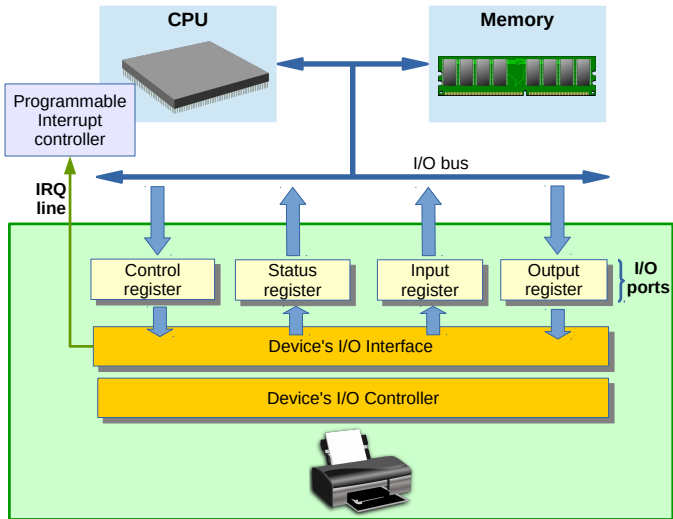 CPU
Memory
Programmable
Interrupt
controller
I/O bus
IRQ
line
Control
register
Status
register
Input
register
Output
register
I/O
ports
Device's I/O Interface
Device's I/O Controller